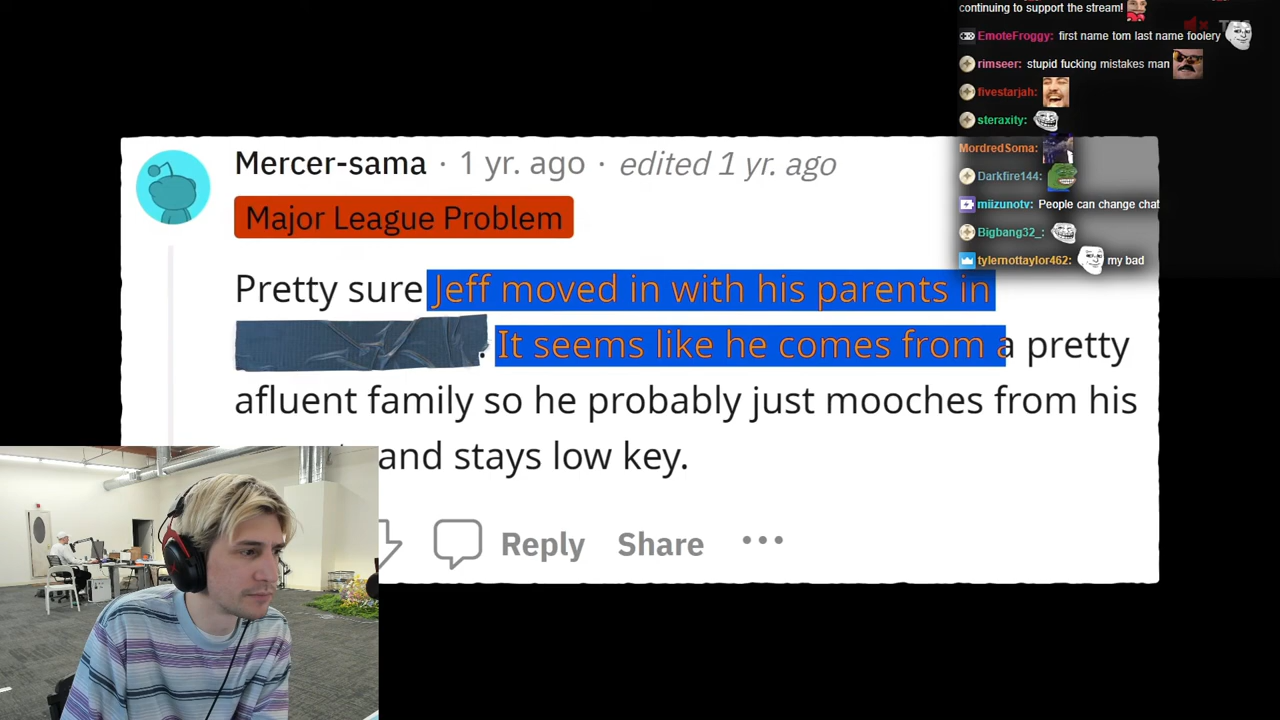 continuing to support the stream!
EmoteFroggy: first name tom last name foolery
rimseer: stupid fucking mistakes man
fivestarjah:
steraxity:
MordredSoma:
Darkfire144:
miizunotv: People can change chat
Bigbang32_:
tylernottaylor462: my bad
Mercer-sama · 1 yr. ago · edited 1 yr. ago
Major League Problem
Pretty sure Jeff moved in with his parents in
. It seems like he comes from a pretty
afluent family so he probably just mooches from his
and stays low key.
Reply Share •••